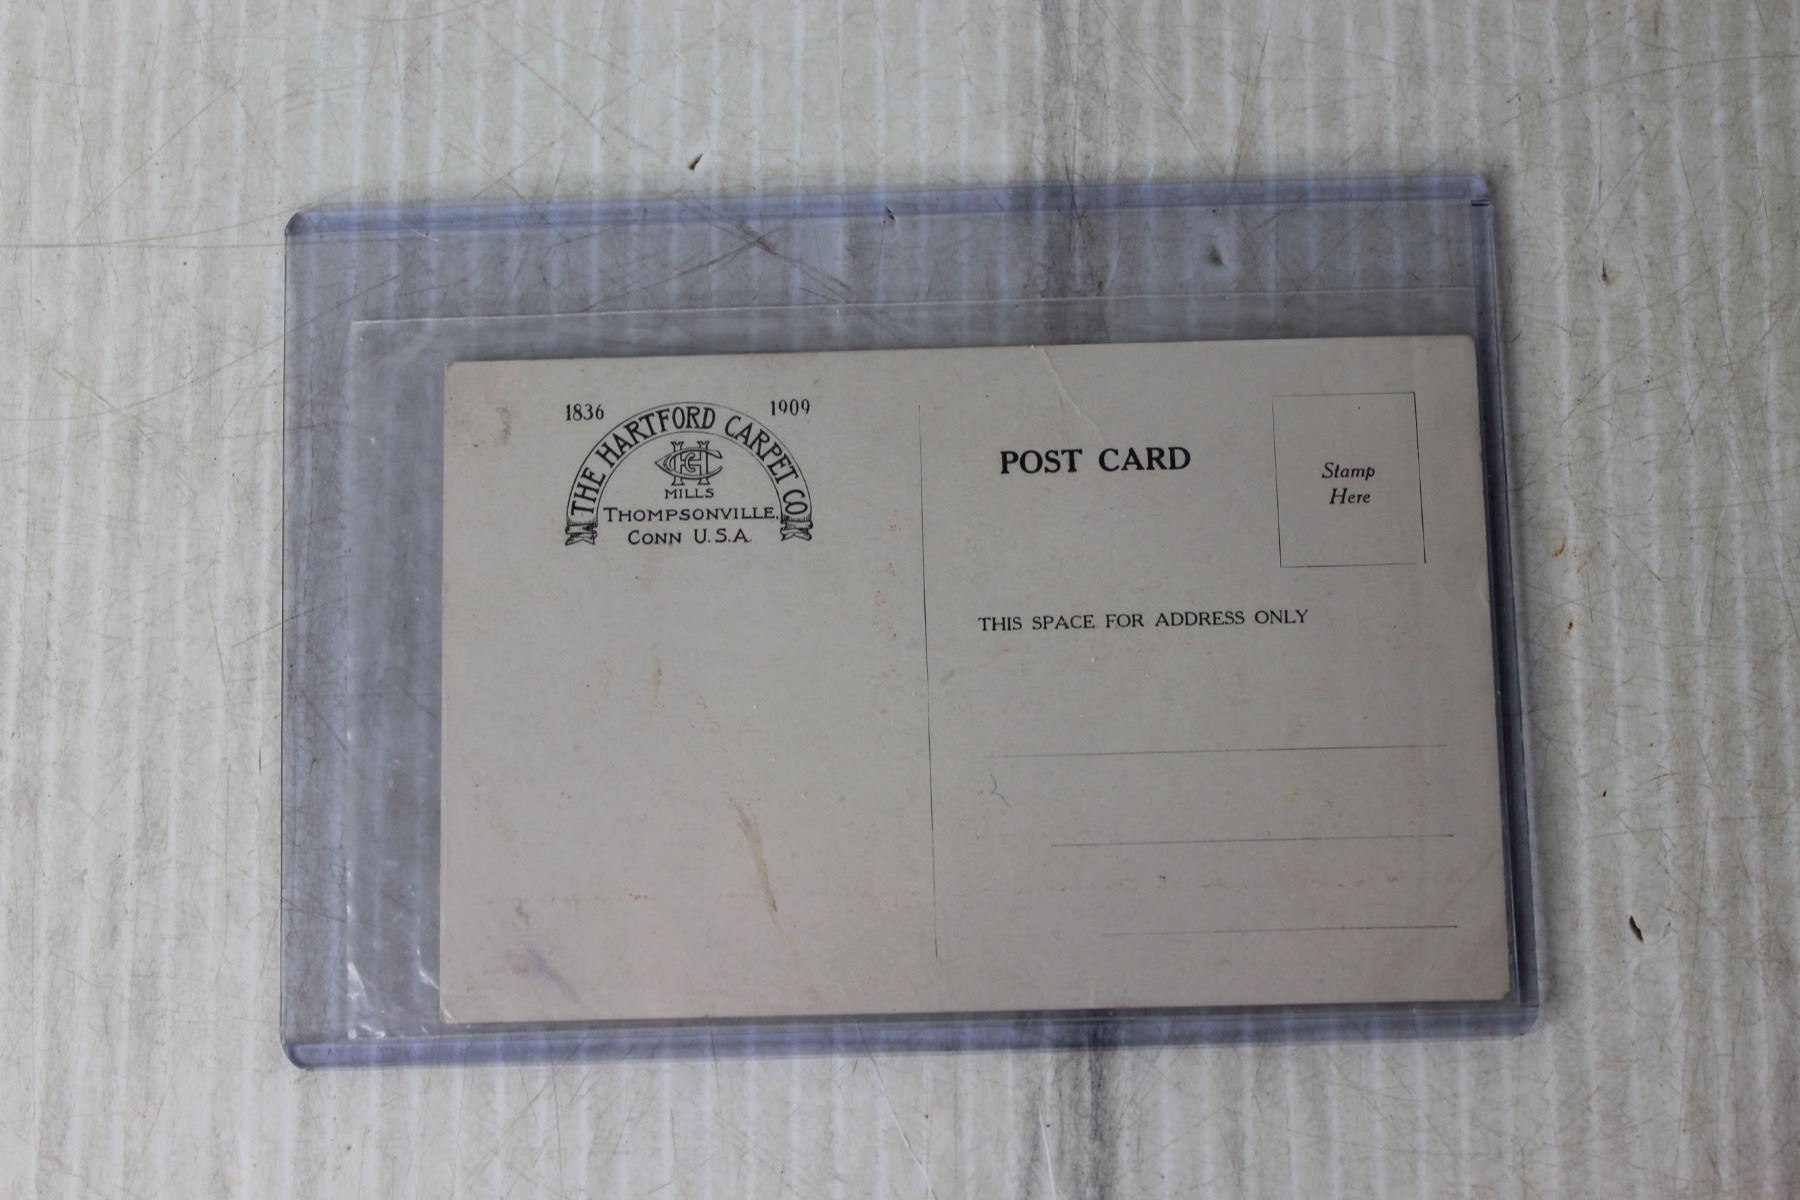 1836 1909
THE HARTFORD CARPET CO
HCC
MILLS
THOMPSONVILLE,
CONN U.S.A.
POST CARD
Stamp
Here
THIS SPACE FOR ADDRESS ONLY